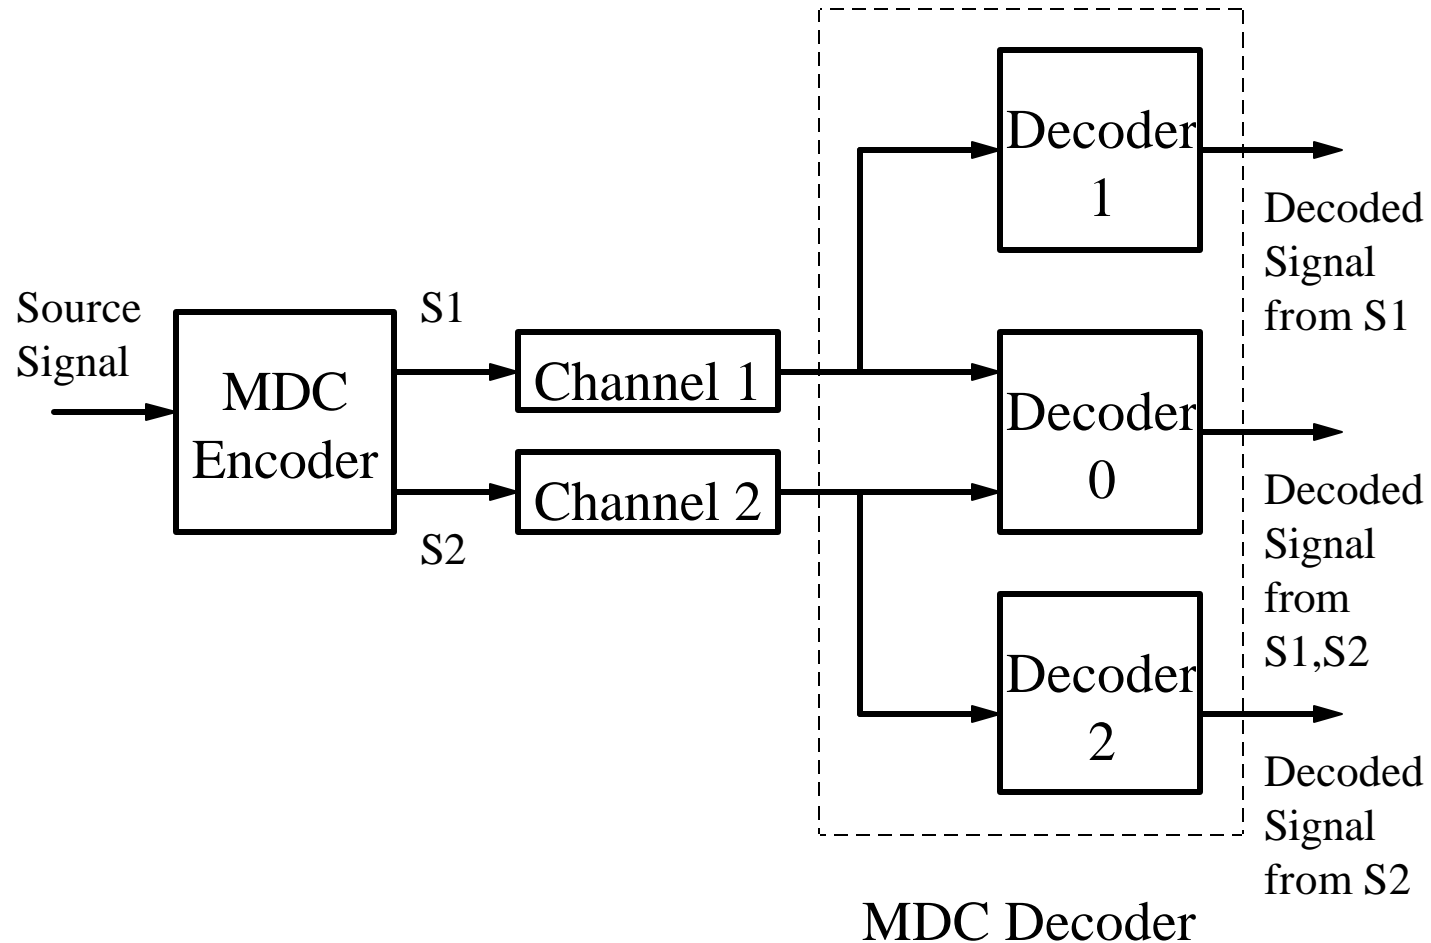 Source
Signal
MDC
Encoder
S1
S2
Channel 1
Channel 2
Decoder
1
Decoder
0
Decoder
2
Decoded
Signal
from S1
Decoded
Signal
from
S1,S2
Decoded
Signal
from S2
MDC Decoder